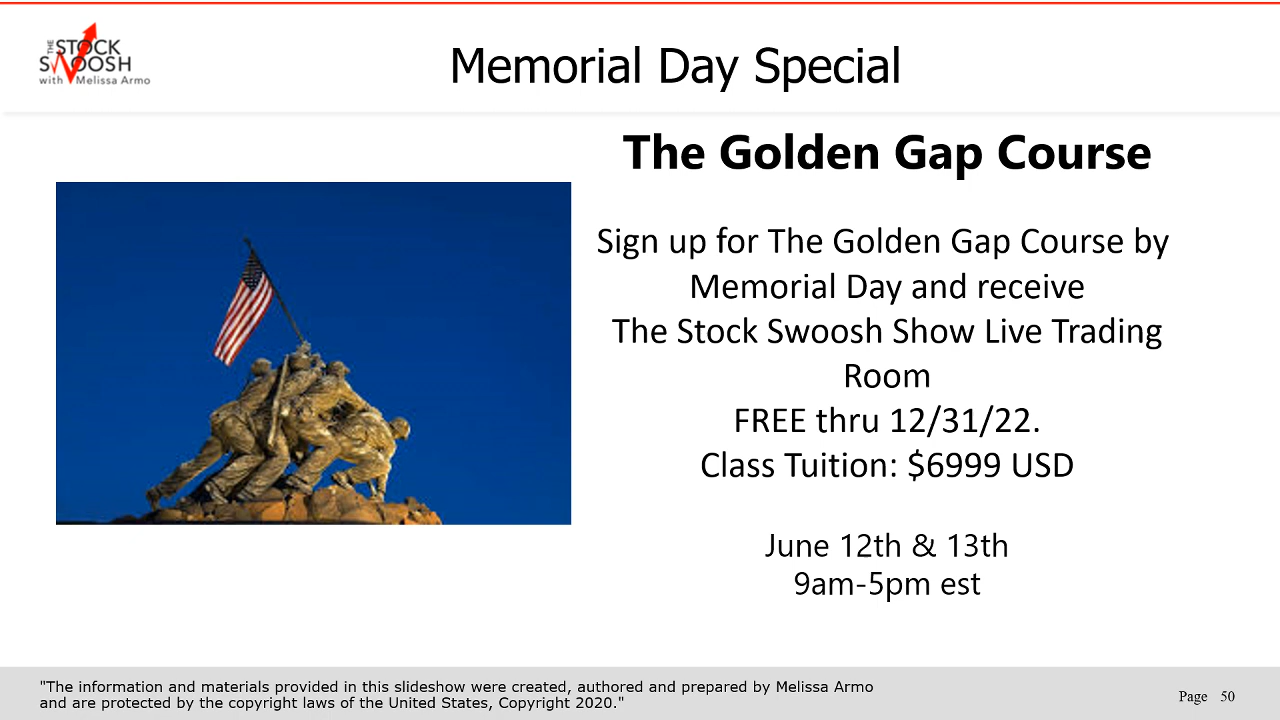 THE STOCK
SWOOSH
with Melissa Armo
Memorial Day Special
The Golden Gap Course
Sign up for The Golden Gap Course by
Memorial Day and receive
The Stock Swoosh Show Live Trading
Room
FREE thru 12/31/22.
Class Tuition: $6999 USD
June 12th & 13th
9am-5pm est
"The information and materials provided in this slideshow were created, authored and prepared by Melissa Armo
and are protected by the copyright laws of the United States, Copyright 2020."
Page 50